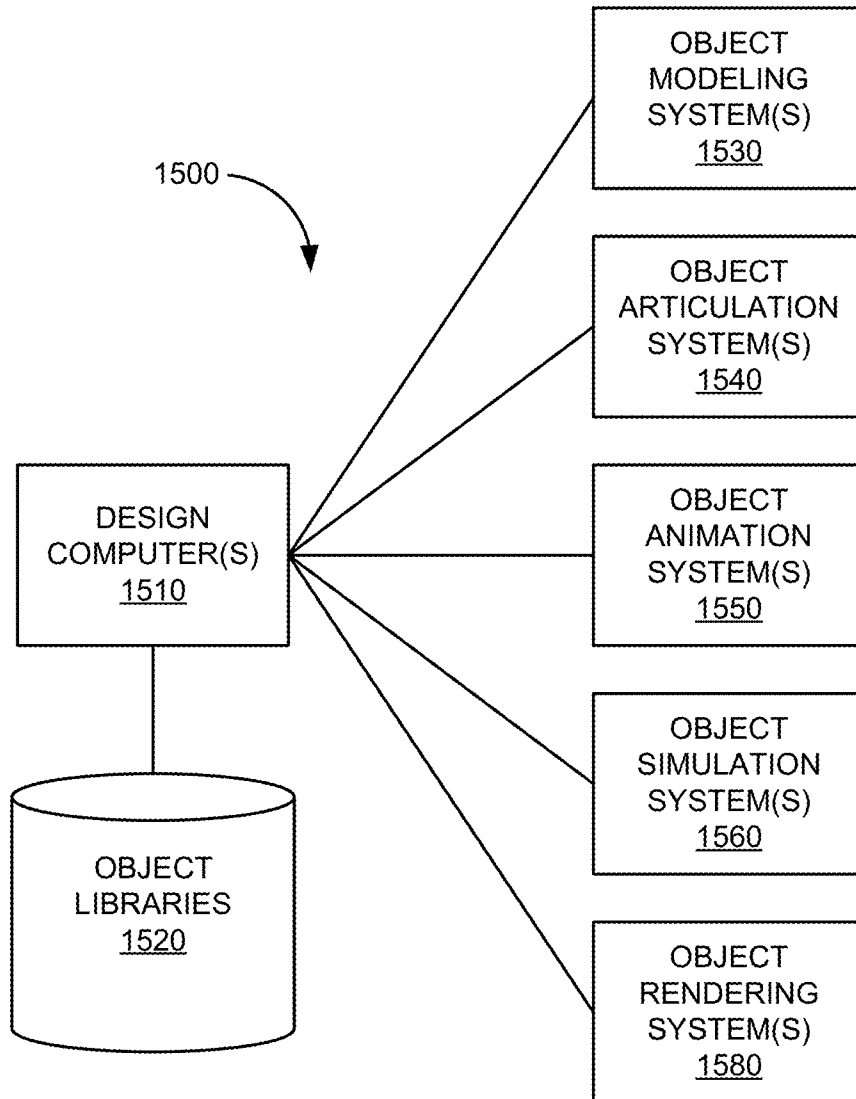 1500
DESIGN
COMPUTER(S)
1510
OBJECT
LIBRARIES
1520
OBJECT
MODELING
SYSTEM(S)
1530
OBJECT
ARTICULATION
SYSTEM(S)
1540
OBJECT
ANIMATION
SYSTEM(S)
1550
OBJECT
SIMULATION
SYSTEM(S)
1560
OBJECT
RENDERING
SYSTEM(S)
1580